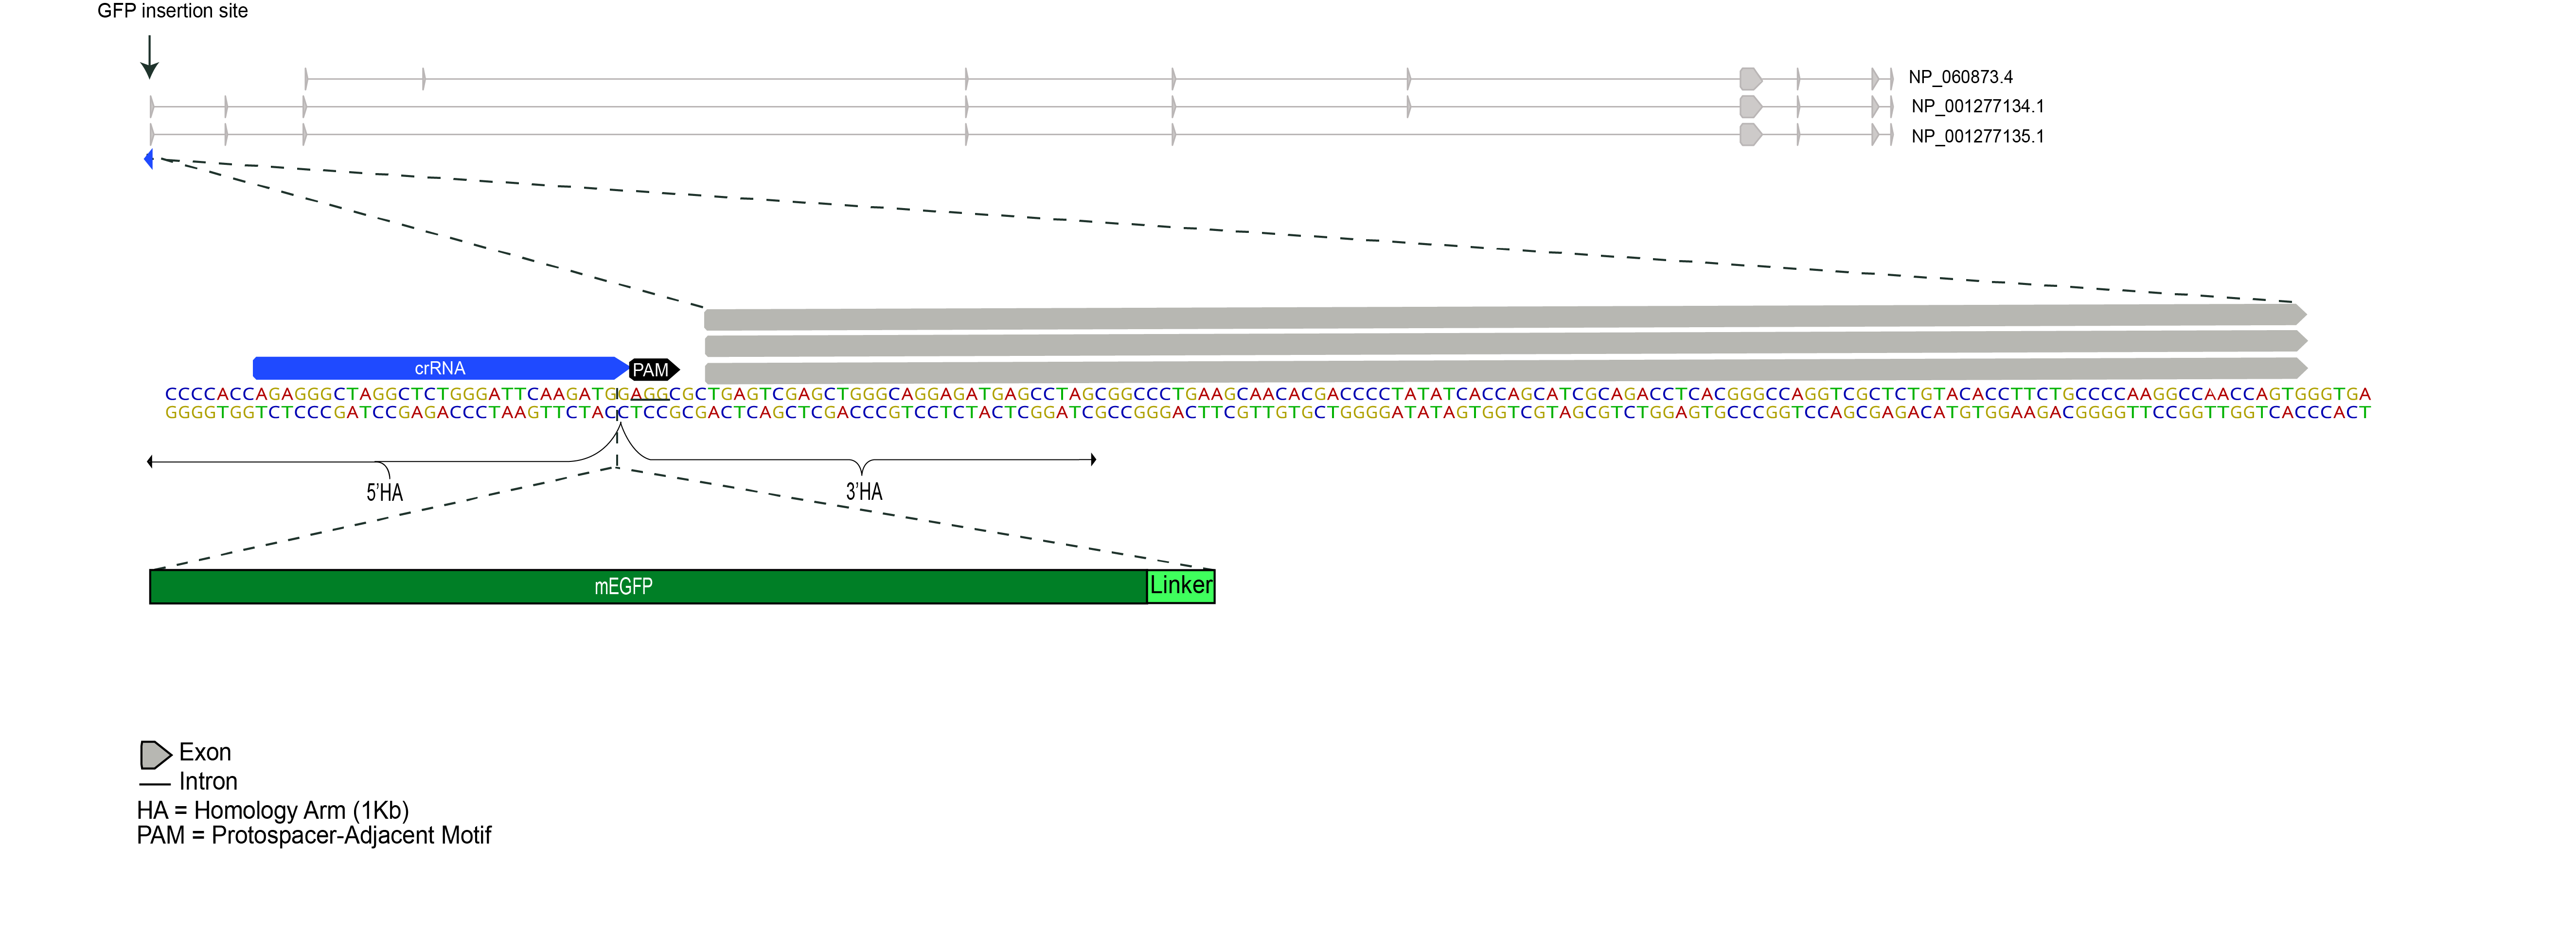 GFP insertion site
NP_060873.4
NP_001277134.1
NP_001277135.1
crRNA
PAM
CCCCACCAGAGGGCTAGGCTCTGGGATTCAAGATGGAGGCGCTGAGTCGAGCTGGGCAGGAGATGAGCCTAGCGGCCCTGAAGCAACACGACCCCTATATCACCAGCATCGCAGACCTCACGGGCCAGGTCGCTCTGTACACCTTCTGCCCCAAGGCCAACCAGTGGGTGA
GGGGTGGTCTCCCGATCCGAGACCCTAAGTTCTACCTCCGCGACTCAGCTCGACCCGTCCTCTACTCGGATCGCCGGGACTTCGTTGTGCTGGGGATATAGTGGTCGTAGCGTCTGGAGTGCCCGGTCCAGCGAGACATGTGGAAGACGGGGTTCCGGTTGGTCACCCACT
5'HA
3'HA
mEGFP
Linker
Exon
Intron
HA = Homology Arm (1Kb)
PAM = Protospacer-Adjacent Motif